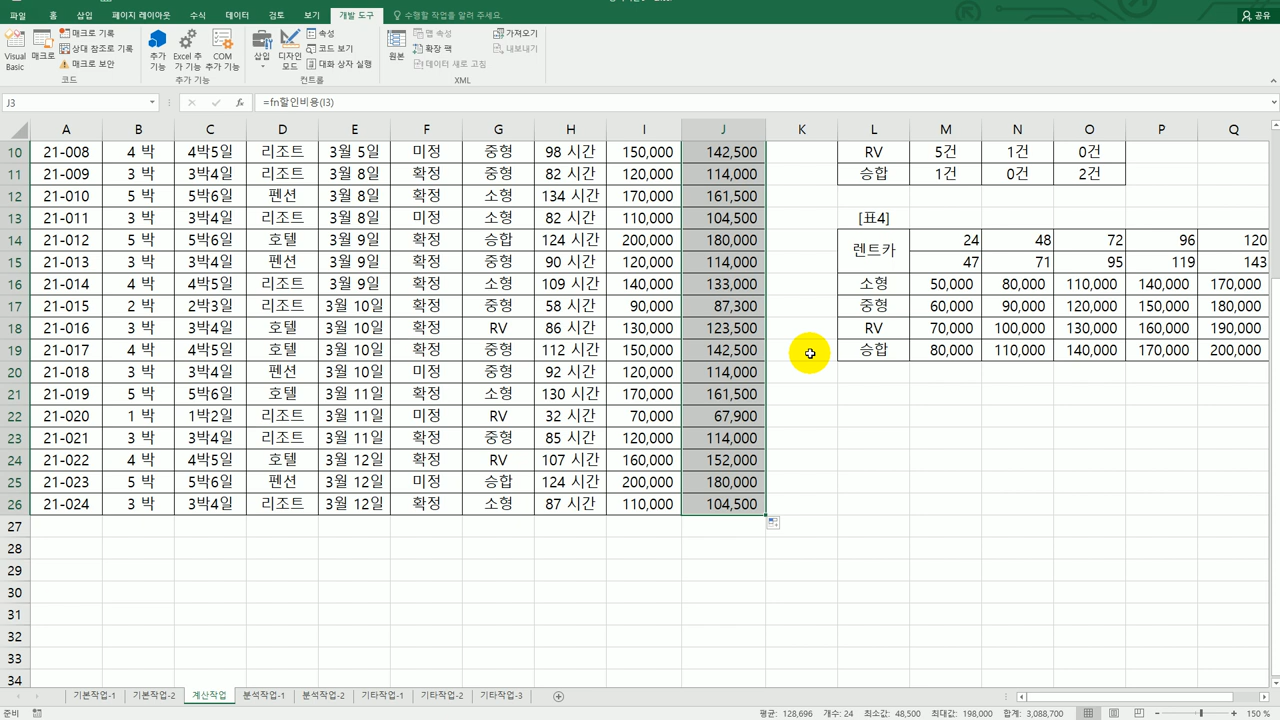 파일 홈 삽입 페이지 레이아웃 수식 데이터 검토 보기 개발 도구 수행할 작업을 알려 주세요. 공유
Visual Basic 매크로 매크로 기록 상대 참조로 기록 매크로 보안 코드
추가 기능 Excel 추가 기능 COM 추가 기능 추가 기능
삽입 디자인 모드 속성 코드 보기 대화 상자 실행 컨트롤
원본 맵 속성 확장 팩 데이터 새로 고침 가져오기 내보내기 XML
J3 fx =fn할인비용(I3)
A B C D E F G H I J K L M N O P Q
10 21-008 4 박 4박5일 리조트 3월 5일 미정 중형 98 시간 150,000 142,500 RV 5건 1건 0건
11 21-009 3 박 3박4일 리조트 3월 8일 확정 중형 82 시간 120,000 114,000 승합 1건 0건 2건
12 21-010 5 박 5박6일 펜션 3월 8일 확정 소형 134 시간 170,000 161,500
13 21-011 3 박 3박4일 리조트 3월 8일 미정 소형 82 시간 110,000 104,500 [표4]
14 21-012 5 박 5박6일 호텔 3월 9일 확정 승합 124 시간 200,000 180,000 렌트카 24 48 72 96 120
15 21-013 3 박 3박4일 펜션 3월 9일 확정 중형 90 시간 120,000 114,000 47 71 95 119 143
16 21-014 4 박 4박5일 리조트 3월 9일 확정 소형 109 시간 140,000 133,000 소형 50,000 80,000 110,000 140,000 170,000
17 21-015 2 박 2박3일 리조트 3월 10일 확정 중형 58 시간 90,000 87,300 중형 60,000 90,000 120,000 150,000 180,000
18 21-016 3 박 3박4일 호텔 3월 10일 확정 RV 86 시간 130,000 123,500 RV 70,000 100,000 130,000 160,000 190,000
19 21-017 4 박 4박5일 호텔 3월 10일 확정 중형 112 시간 150,000 142,500 승합 80,000 110,000 140,000 170,000 200,000
20 21-018 3 박 3박4일 펜션 3월 10일 미정 중형 92 시간 120,000 114,000
21 21-019 5 박 5박6일 호텔 3월 11일 확정 소형 130 시간 170,000 161,500
22 21-020 1 박 1박2일 리조트 3월 11일 미정 RV 32 시간 70,000 67,900
23 21-021 3 박 3박4일 리조트 3월 11일 확정 중형 85 시간 120,000 114,000
24 21-022 4 박 4박5일 호텔 3월 12일 확정 RV 107 시간 160,000 152,000
25 21-023 5 박 5박6일 펜션 3월 12일 미정 승합 124 시간 200,000 180,000
26 21-024 3 박 3박4일 리조트 3월 12일 확정 소형 87 시간 110,000 104,500
27
28
29
30
31
32
33
34
기본작업-1 기본작업-2 계산작업 분석작업-1 분석작업-2 기타작업-1 기타작업-2 기타작업-3
준비 평균: 128,696 개수: 24 최소값: 48,500 최대값: 198,000 합계: 3,088,700 150 %